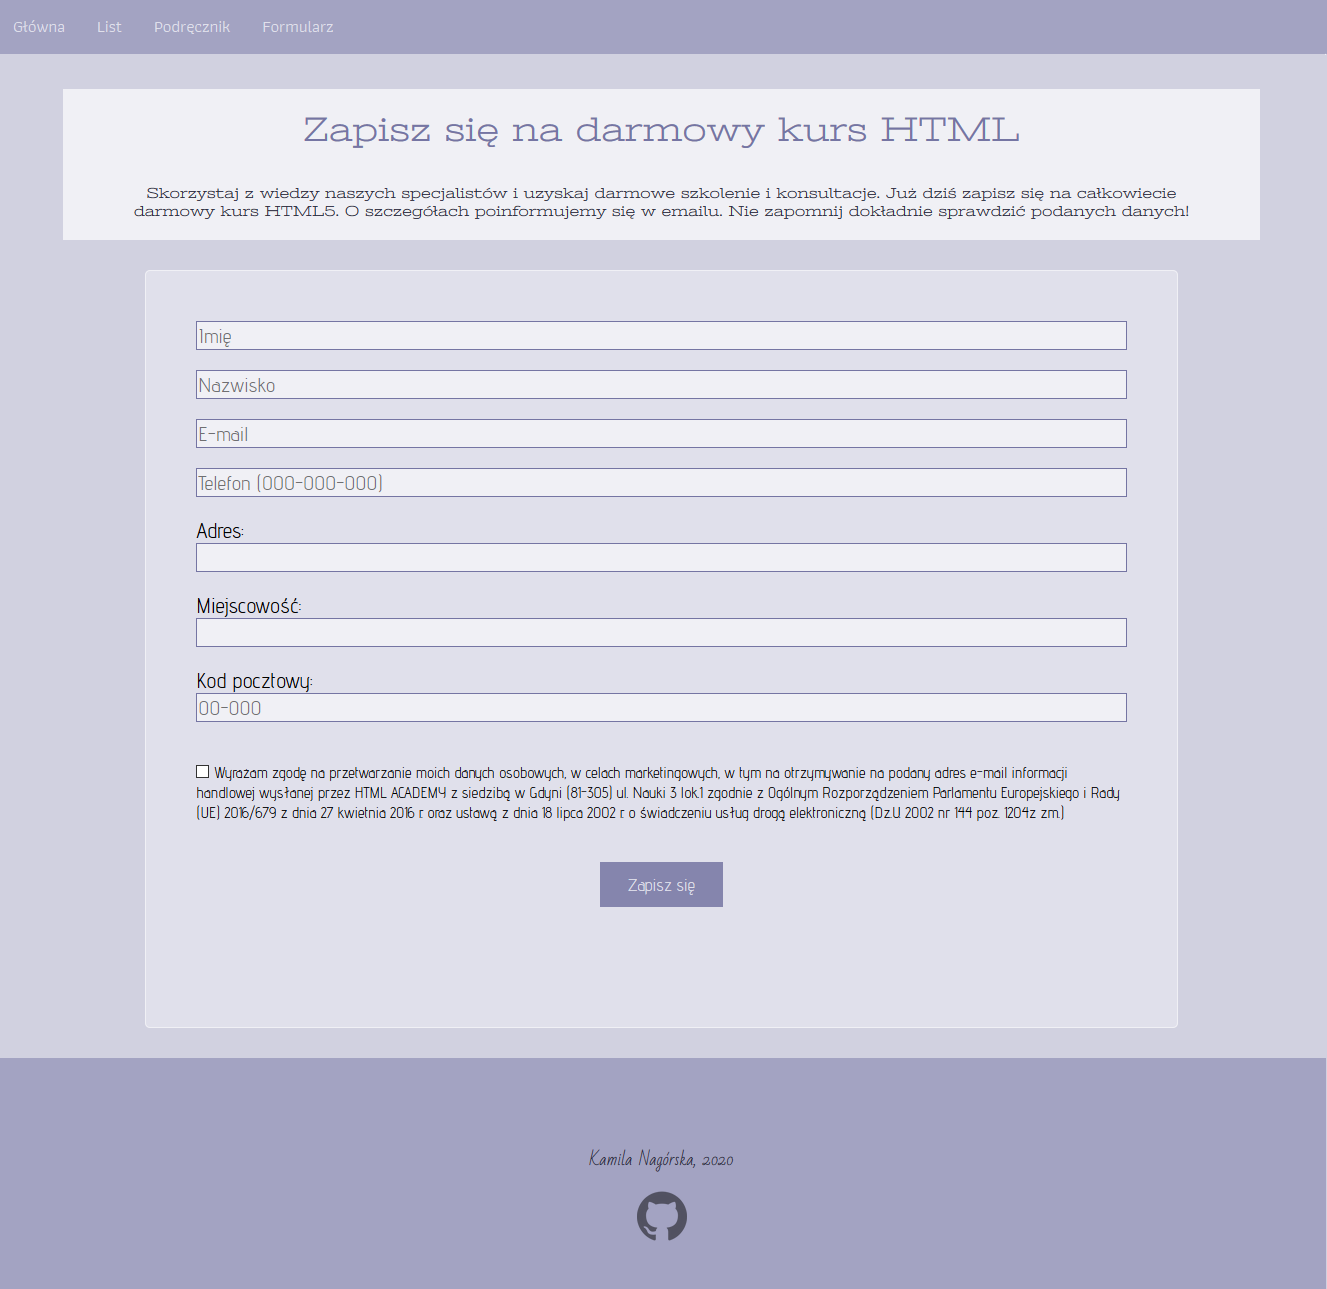 Główna List Podręcznik Formularz
Zapisz się na darmowy kurs HTML
Skorzystaj z wiedzy naszych specjalistów i uzyskaj darmowe szkolenie i konsultacje. Już dziś zapisz się na całkowiecie
darmowy kurs HTML5. O szczegółach poinformujemy się w emailu. Nie zapomnij dokładnie sprawdzić podanych danych!
Imię
Nazwisko
E-mail
Telefon (000-000-000)
Adres:
Miejscowość:
Kod pocztowy:
00-000
Wyrażam zgodę na przetwarzanie moich danych osobowych, w celach marketingowych, w tym na otrzymywanie na podany adres e-mail informacji
handlowej wysłanej przez HTML ACADEMY z siedzibą w Gdyni (81-305) ul. Nauki 3 lok.1 zgodnie z Ogólnym Rozporządzeniem Parlamentu Europejskiego i Rady
(UE) 2016/679 z dnia 27 kwietnia 2016 r. oraz ustawą z dnia 18 lipca 2002 r. o świadczeniu usług drogą elektroniczną (Dz.U 2002 nr 144 poz. 1204z zm.)
Zapisz się
Kamila Nagórska, 2020